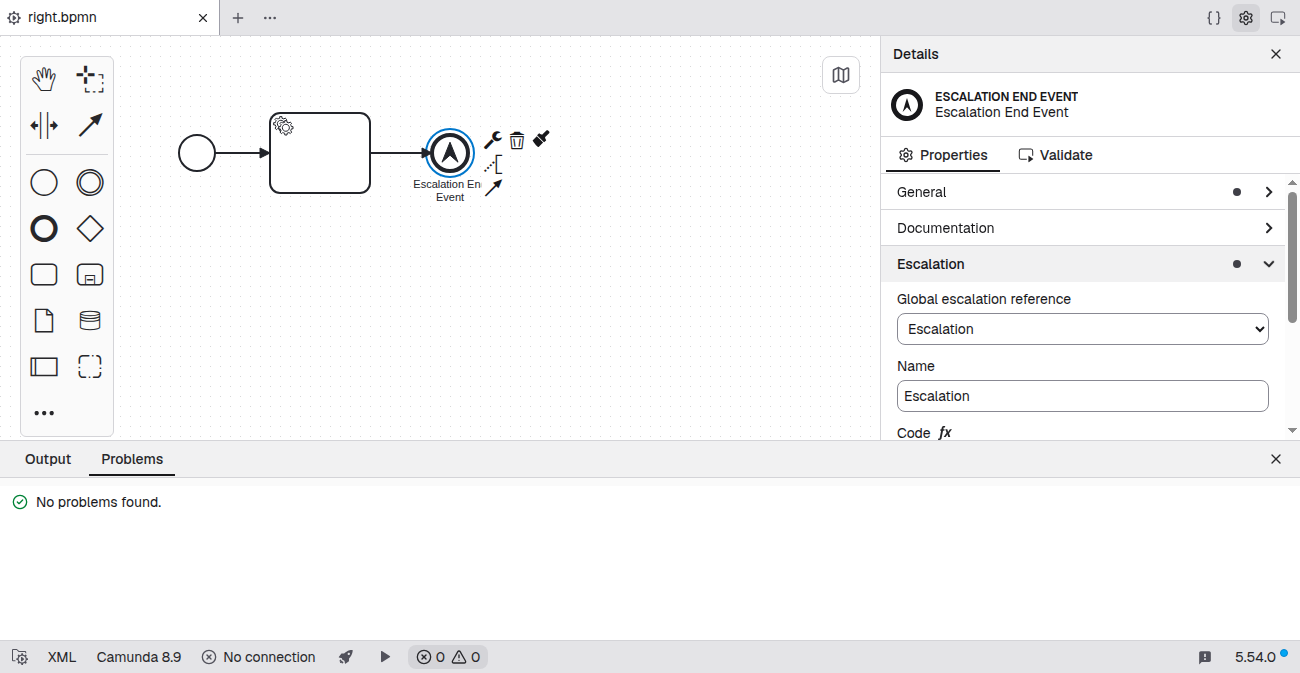 right.bpmn
Details
ESCALATION END EVENT
Escalation End Event
Properties
Validate
General
Documentation
Escalation
Global escalation reference
Escalation
Name
Escalation
Code fx
Escalation En
Event
Output
Problems
No problems found.
XML
Camunda 8.9
No connection
0
0
5.54.0